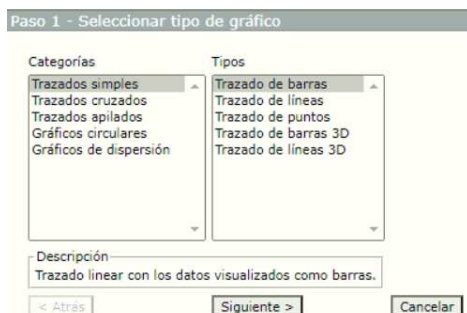 Paso 1 - Seleccionar tipo de gráfico
Categorías
Tipos
Trazados simples
Trazados cruzados
Trazados apilados
Gráficos circulares
Gráficos de dispersión
Trazado de barras
Trazado de líneas
Trazado de puntos
Trazado de barras 3D
Trazado de líneas 3D
Descripción
Trazado linear con los datos visualizados como barras.
< Atrás
Siguiente >
Cancelar